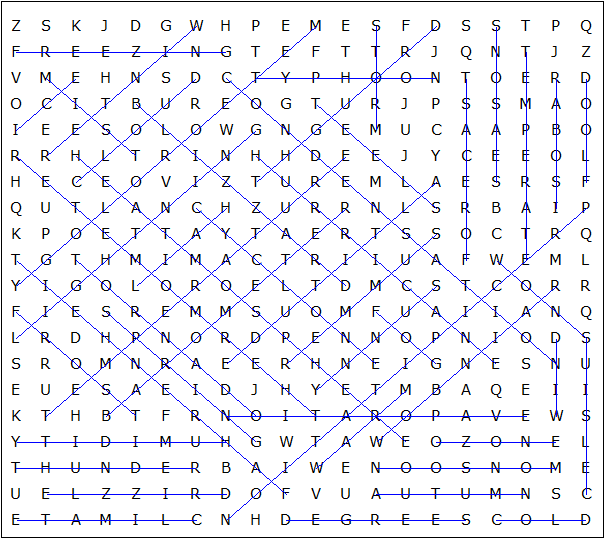 Z S K J D G W H P E M E S F D S S T P Q
F R E E Z I N G T E F T T R J Q N T J Z
V M E H N S D C T Y P H O O N T O E R D
O C I T B U R E O G T U R J P S S M A O
I E E S O L O W G N G E M U C A A P B O
R R H L T R I N H H D E E J Y C E E O L
H E C E O V I Z T U R E M L A E S R S F
Q U T L A N C H Z U R R N L S R B A I P
K P O E T T A Y T A E R T S S O C T R Q
T G T H M I M A C T R I I U A F W E M L
Y I G O L O R O E L T D M C S T C O R R
F I E S R E M M S U O M F U A I I A N Q
L R D H P N O R D P E N N O P N I O D S
S R O M N R A E E R H N E I G N E S N U
E U E S A E I D J H Y E T M B A Q E I I
K T H B T F R N O I T A R O P A V E W S
Y T I D I M U H G W T A W E O Z O N E L
T H U N D E R B A I W E N O O S N O M E
U E L Z Z I R D O F V U A U T U M N S C
E T A M I L C N H D E G R E E S C O L D